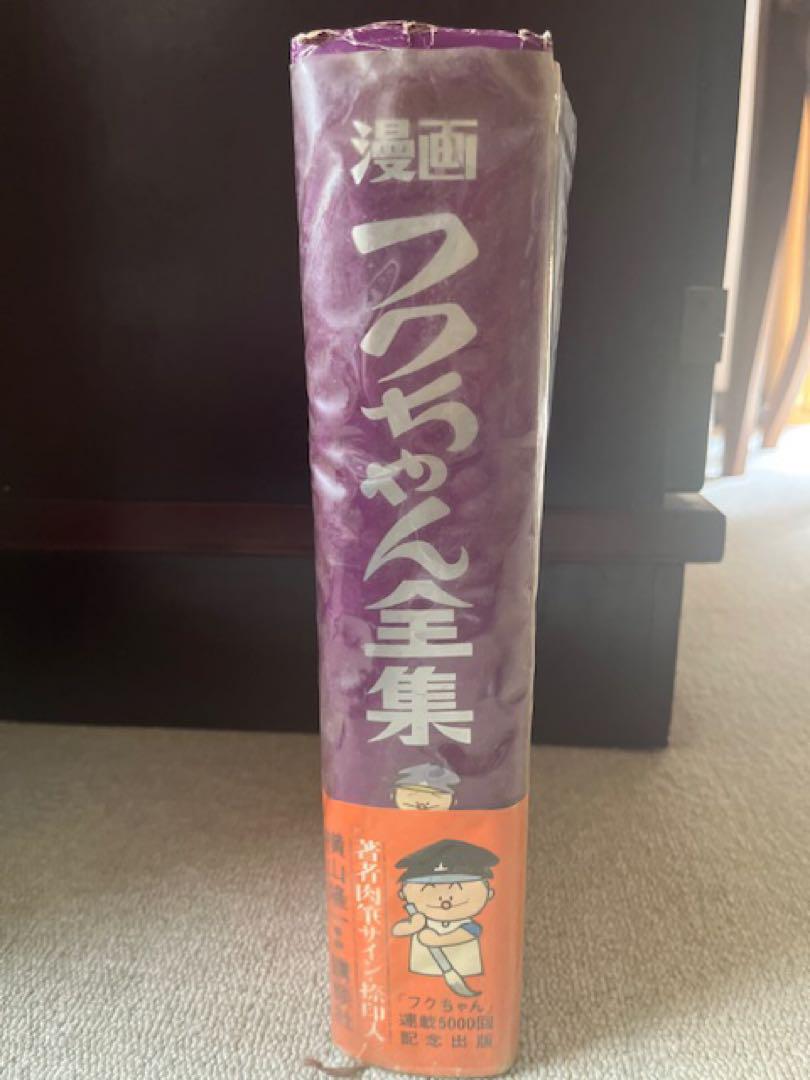 漫画
フクちゃん全集
著者肉筆サイン・捺印入
「フクちゃん」
連載5000回
記念出版
横山隆一
講談社